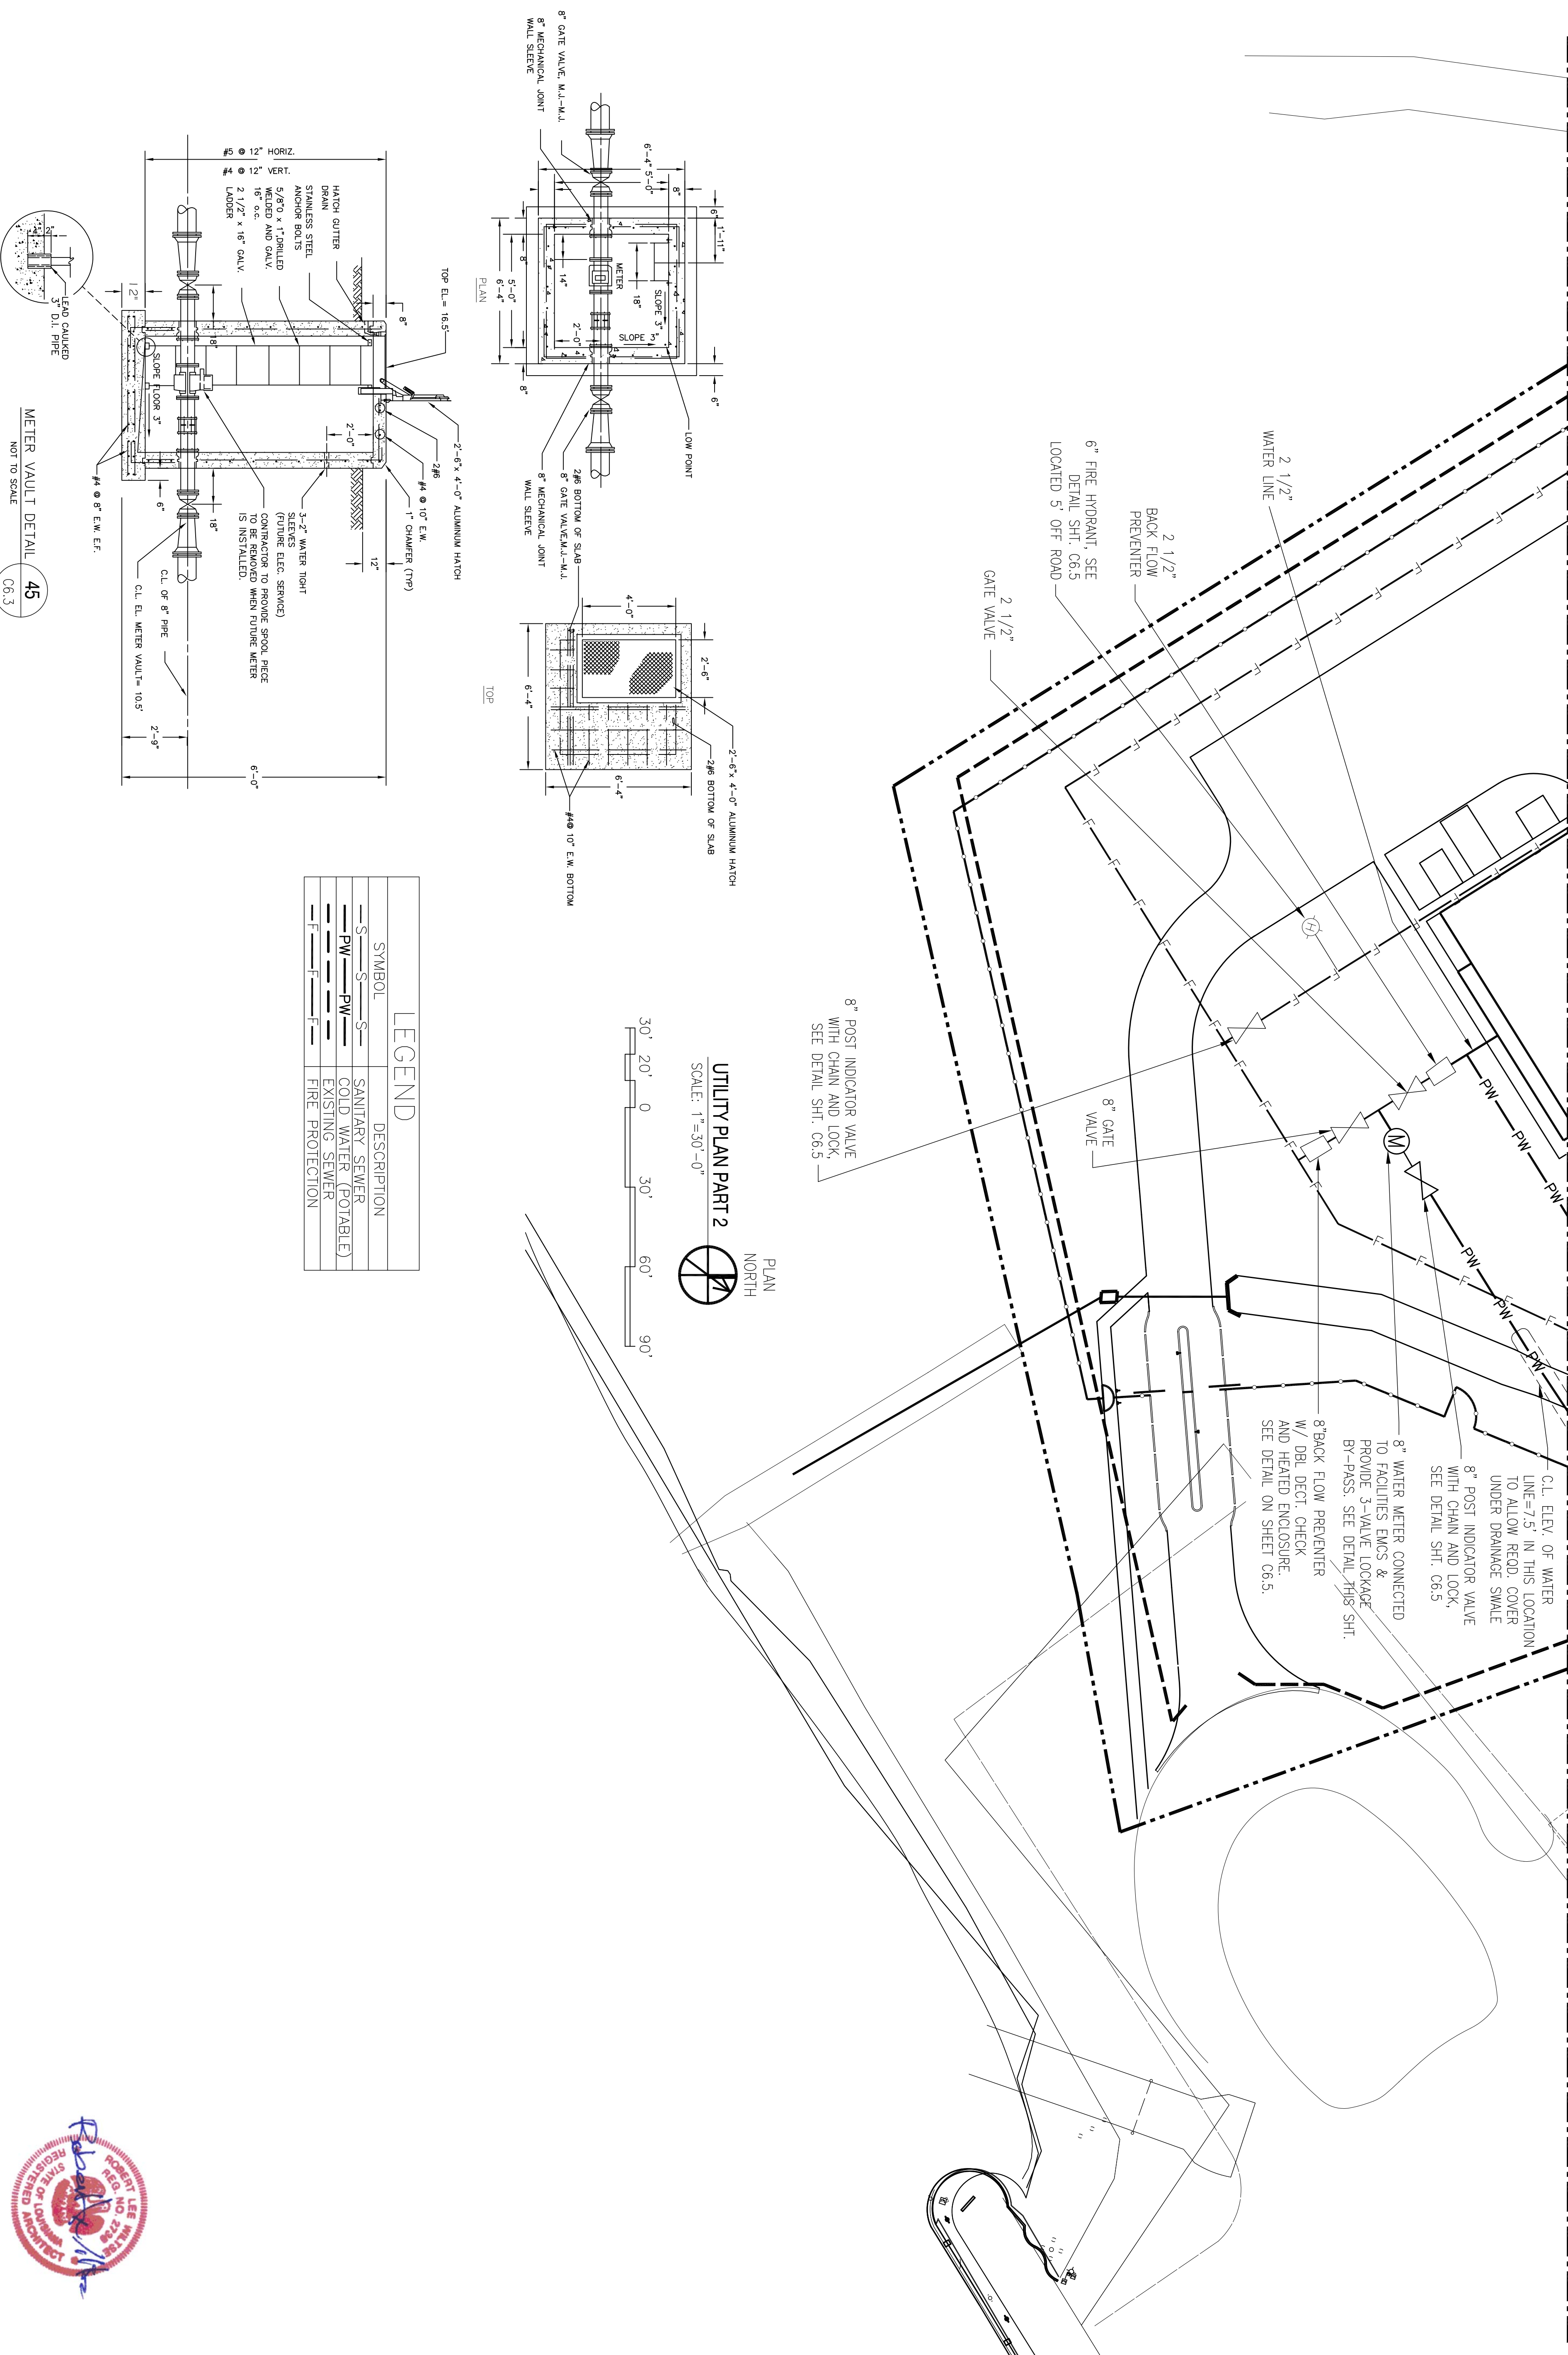 2 1/2"
WATER LINE
2 1/2"
BACK FLOW
PREVENTER
6" FIRE HYDRANT, SEE
DETAIL SHT. C6.5
LOCATED 5' OFF ROAD
2 1/2"
GATE VALVE
8" GATE
VALVE
8" POST INDICATOR VALVE
WITH CHAIN AND LOCK,
SEE DETAIL SHT. C6.5
C.L. ELEV. OF WATER
LINE=7.5' IN THIS LOCATION
TO ALLOW REQD. COVER
UNDER DRAINAGE SWALE
8" POST INDICATOR VALVE
WITH CHAIN AND LOCK,
SEE DETAIL SHT. C6.5
8" WATER METER CONNECTED
TO FACILITIES EMCS &
PROVIDE 3-VALVE LOCKAGE
BY-PASS. SEE DETAIL THIS SHT.
8"BACK FLOW PREVENTER
W/ DBL DECT. CHECK
AND HEATED ENCLOSURE.
SEE DETAIL ON SHEET C6.5.
H
M
PW
PW
PW
PW
PW
PW
PW
F
F
F
F
F
F
F
F
F
F
F
F
F
PLAN
NORTH
UTILITY PLAN PART 2
SCALE: 1"=30'-0"
30' 20' 0 30' 60' 90'
8" GATE VALVE, M.J.-M.J.
8" MECHANICAL JOINT
WALL SLEEVE
6'-4"
5'-0"
8"
6"
1'-11"
SLOPE 3"
18"
METER
14"
SLOPE 3"
2'-0"
8"
5'-0"
6'-4"
8"
6"
LOW POINT
8" GATE VALVE,M.J.-M.J.
8" MECHANICAL JOINT
WALL SLEEVE
PLAN
2'-6"x 4'-0" ALUMINUM HATCH
2#6 BOTTOM OF SLAB
2#6 BOTTOM OF SLAB
4'-0"
2'-6"
6'-4"
6'-4"
#4@ 10" E.W. BOTTOM
TOP
#5 @ 12" HORIZ.
#4 @ 12" VERT.
HATCH GUTTER
DRAIN
STAINLESS STEEL
ANCHOR BOLTS
5/8"O x 1",DRILLED
WELDED AND GALV.
16" o.c.
2 1/2" x 16" GALV.
LADDER
TOP EL.= 16.5'
8"
2'-6"x 4'-0" ALUMINUM HATCH
2#6
#4 @ 10" E.W.
1" CHAMFER (TYP)
12"
2'-0"
3-2" WATER TIGHT
SLEEVES
(FUTURE ELEC. SERVICE)
CONTRACTOR TO PROVIDE SPOOL PIECE
TO BE REMOVED WHEN FUTURE METER
IS INSTALLED.
18"
18"
C.L. OF 8" PIPE
C.L. EL. METER VAULT= 10.5'
SLOPE FLOOR 3"
6"
12"
2'-9"
6'-0"
#4 @ 8" E.W. E.F.
4"
2"
LEAD CAULKED
3" D.I. PIPE
METER VAULT DETAIL
NOT TO SCALE
45
C6.3
LEGEND
SYMBOL DESCRIPTION
S S S SANITARY SEWER
PW PW COLD WATER (POTABLE)
EXISTING SEWER
F F F FIRE PROTECTION
ROBERT LEE WILTSE
REG. NO. 2736
STATE OF LOUISIANA
REGISTERED ARCHITECT